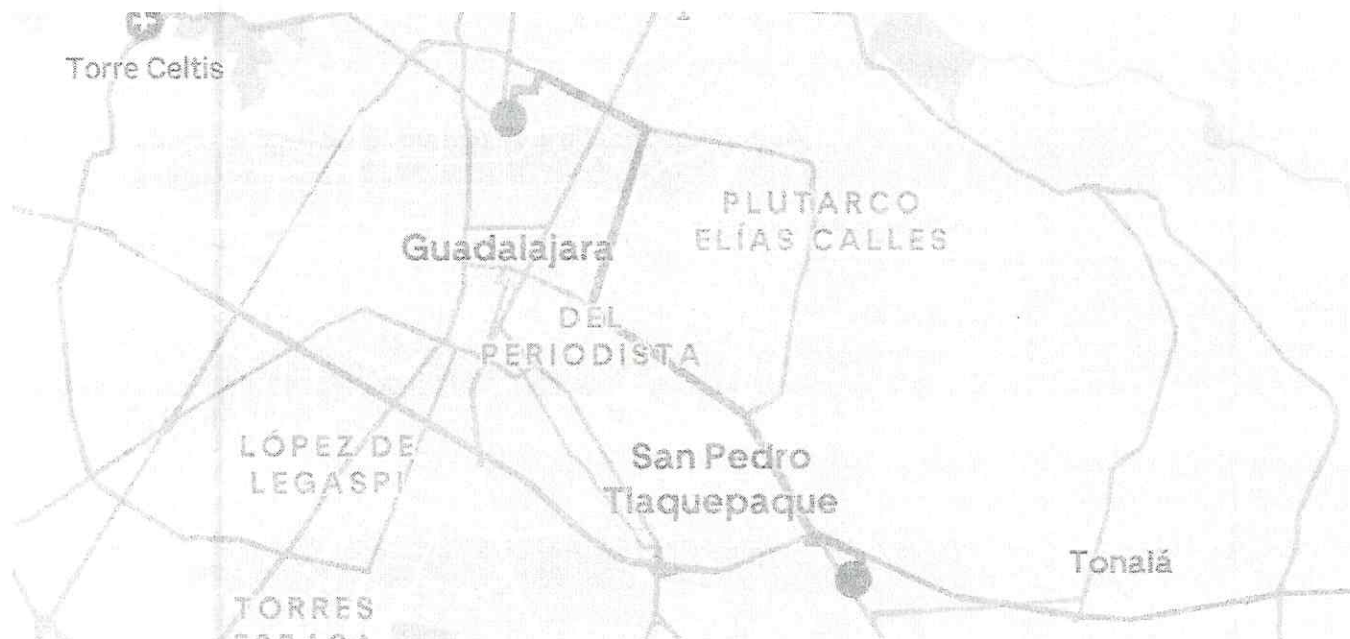 Torre Celtis
PLUTARCO
ELÍAS CALLES
Guadalajara
DEL
PERIODISTA
LÓPEZ DE
LEGASPI
San Pedro
Tlaquepaque
Tonalá
TORRES